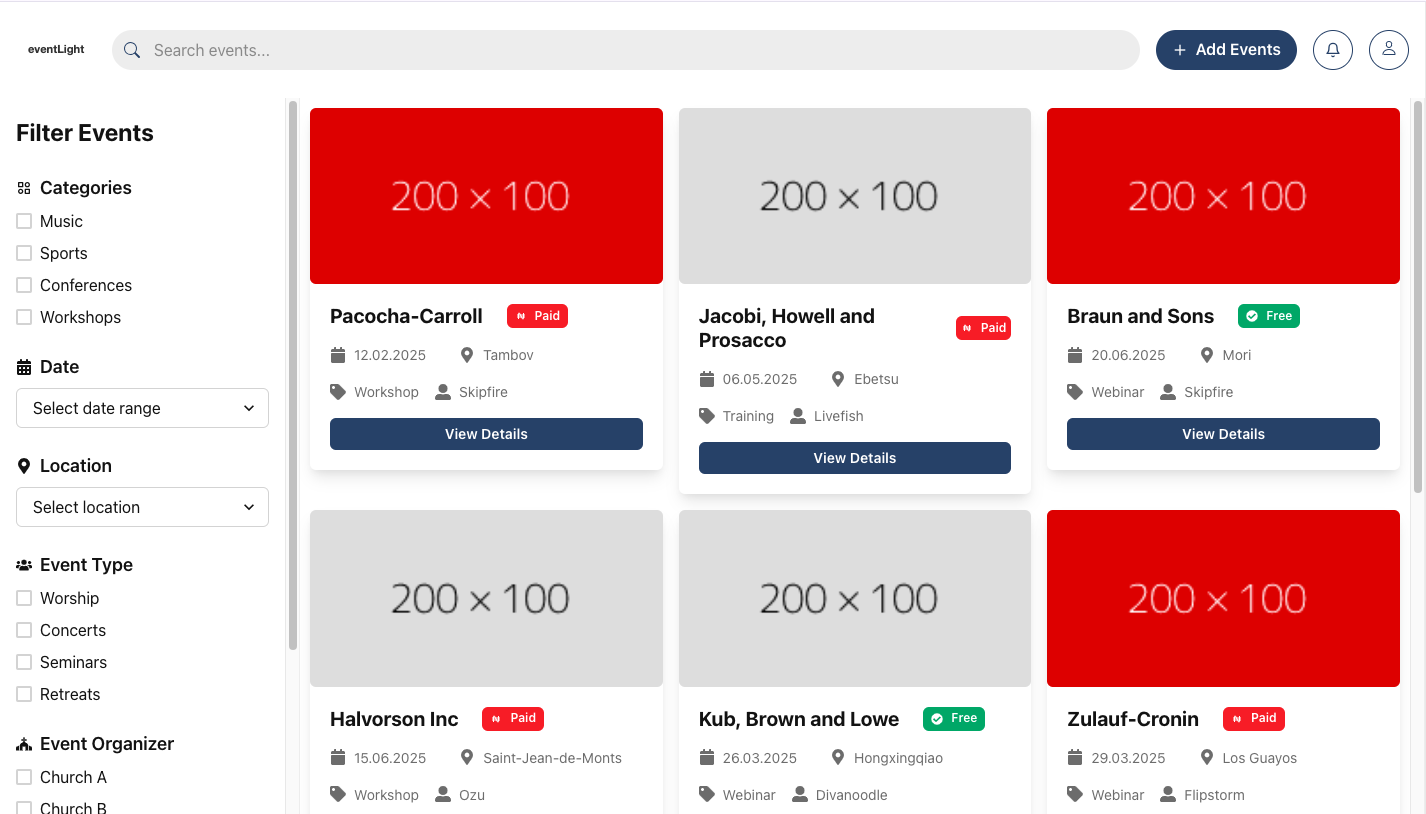 eventLight
Search events...
+ Add Events
Filter Events
Categories
Music
Sports
Conferences
Workshops
Date
Select date range
Location
Select location
Event Type
Worship
Concerts
Seminars
Retreats
Event Organizer
Church A
Church B
200 × 100
Pacocha-Carroll Paid
12.02.2025 Tambov
Workshop Skipfire
View Details
200 × 100
Jacobi, Howell and
Prosacco
Paid
06.05.2025 Ebetsu
Training Livefish
View Details
200 × 100
Braun and Sons Free
20.06.2025 Mori
Webinar Skipfire
View Details
200 × 100
Halvorson Inc Paid
15.06.2025 Saint-Jean-de-Monts
Workshop Ozu
200 × 100
Kub, Brown and Lowe Free
26.03.2025 Hongxingqiao
Webinar Divanoodle
200 × 100
Zulauf-Cronin Paid
29.03.2025 Los Guayos
Webinar Flipstorm